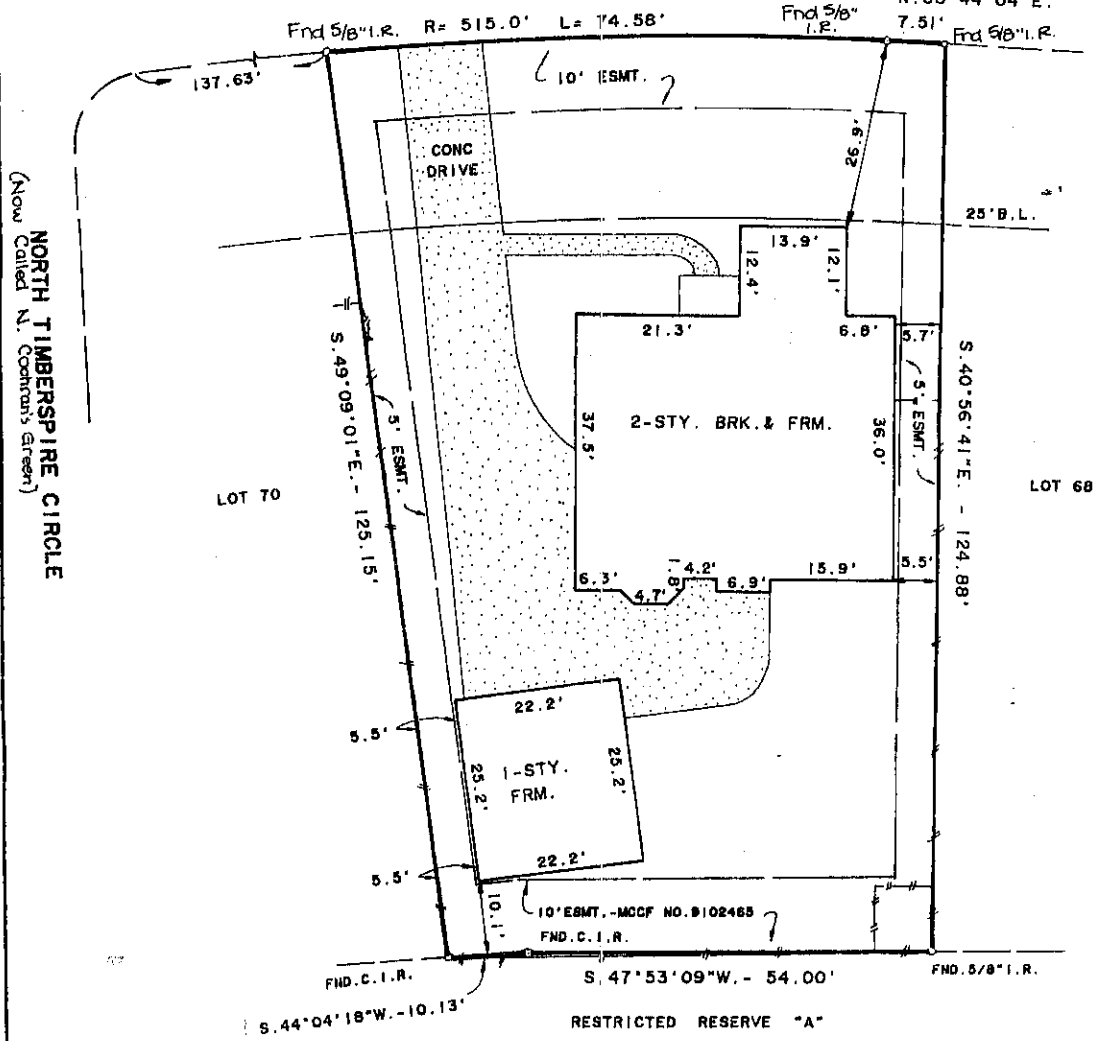 Fnd 5/8" I.R.
R= 515.0'
L= 74.58'
Fnd 5/8" I.R.
7.51'
Fnd 5/8" I.R.
137.63'
10' ESMT.
CONC DRIVE
26.9'
25' B.L.
13.9'
12.4'
12.1'
21.3'
6.8'
5.7'
5' ESMT.
S.40°56'41"E. - 124.88'
NORTH TIMBERSPIRE CIRCLE
(Now Called N. Cochran's Green)
S.49°09'01"E. - 125.15'
5' ESMT.
LOT 70
37.5'
2-STY. BRK. & FRM.
36.0'
LOT 68
6.3'
4.7'
1.8'
4.2'
6.9'
15.9'
5.5'
22.2'
5.5'
25.2'
1-STY.
FRM.
25.2'
22.2'
5.5'
10.1'
10' ESMT.-MCCF NO. 9102465
FND. C.I.R.
FND. C.I.R.
S.47°53'09"W. - 54.00'
FND. 5/8" I.R.
S.44°04'18"W. - 10.13'
RESTRICTED RESERVE "A"